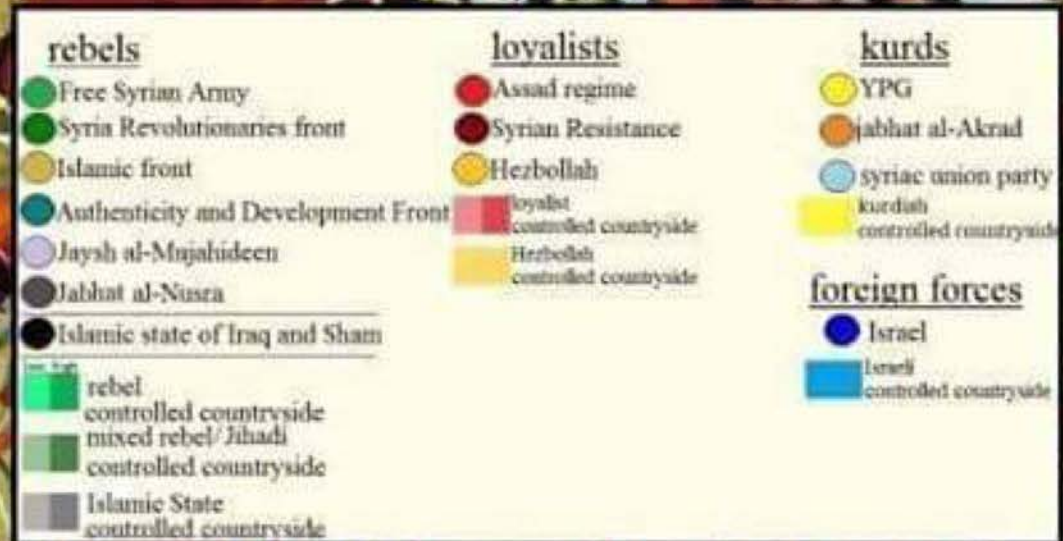 rebels
Free Syrian Army
Syria Revolutionaries front
Islamic front
Authenticity and Development Front
Jaysh al-Mujahideen
Jabhat al-Nusra
Islamic state of Iraq and Sham
rebel
controlled countryside
mixed rebel/Jihadi
controlled countryside
Islamic State
controlled countryside
loyalists
Assad regime
Syrian Resistance
Hezbollah
loyalist
controlled countryside
Hezbollah
controlled countryside
kurds
YPG
jabhat al-Akrad
syriac union party
kurdish
controlled countryside
foreign forces
Israel
Israeli
controlled countryside